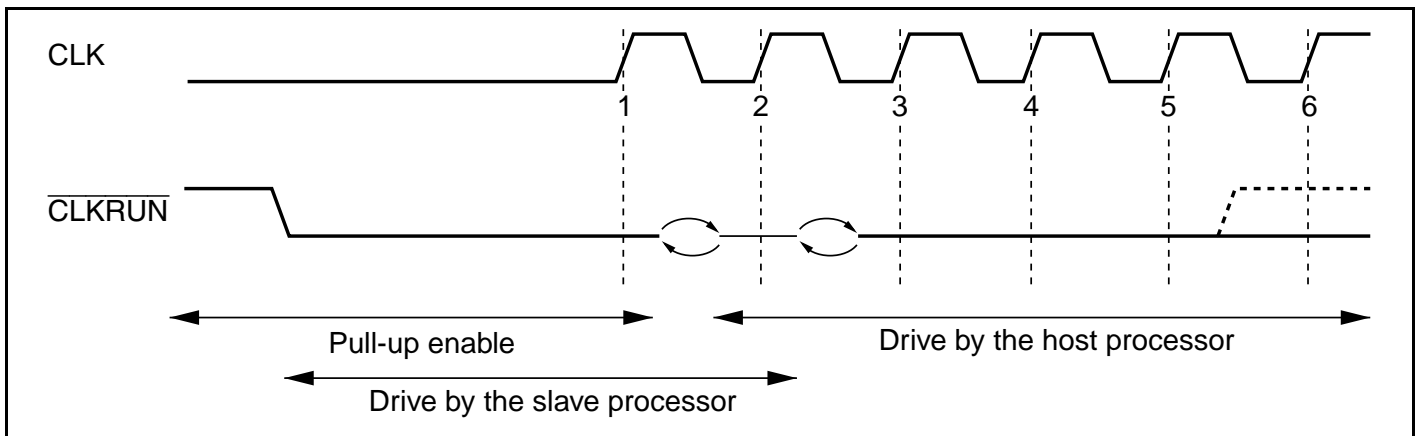 CLK
1 2 3 4 5 6
CLKRUN
Pull-up enable
Drive by the host processor
Drive by the slave processor